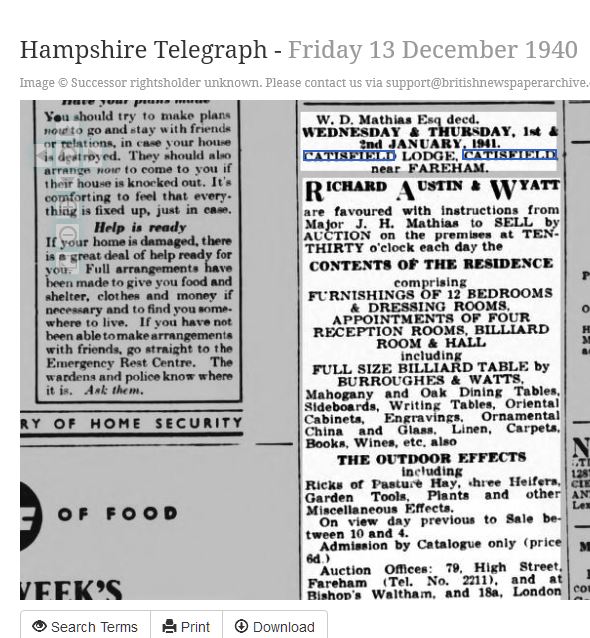 Hampshire Telegraph - Friday 13 December 1940
Image © Successor rightsholder unknown. Please contact us via support@britishnewspaperarchive.
Have your plans made
You should try to make plans
now to go and stay with friends
or relations, in case your house
is destroyed. They should also
arrange now to come to you if
their house is knocked out. It's
comforting to feel that every-
thing is fixed up, just in case.
Help is ready
If your home is damaged, there
is a great deal of help ready for
you. Full arrangements have
been made to give you food and
shelter, clothes and money if
necessary and to find you some-
where to live. If you have not
been able to make arrangements
with friends, go straight to the
Emergency Rest Centre. The
wardens and police know where
it is. Ask them.
RY OF HOME SECURITY
F OF FOOD
WEEK'S
W. D. Mathias Esq decd.
WEDNESDAY & THURSDAY, 1st &
2nd JANUARY, 1941.
CATISFIELD LODGE, CATISFIELD,
near FAREHAM.
RICHARD AUSTIN & WYATT
are favoured with instructions from
Major J. H. Mathias to SELL by
AUCTION on the premises at TEN-
THIRTY o'clock each day the
CONTENTS OF THE RESIDENCE
comprising
FURNISHINGS OF 12 BEDROOMS
& DRESSING ROOMS,
APPOINTMENTS OF FOUR
RECEPTION ROOMS, BILLIARD
ROOM & HALL
including
FULL SIZE BILLIARD TABLE by
BURROUGHES & WATTS,
Mahogany and Oak Dining Tables,
Sideboards, Writing Tables, Oriental
Cabinets, Engravings, Ornamental
China and Glass, Linen, Carpets,
Books, Wines, etc, also
THE OUTDOOR EFFECTS
including
Ricks of Pasture Hay, three Heifers,
Garden Tools, Plants and other
Miscellaneous Effects.
On view day previous to Sale be-
tween 10 and 4.
Admission by Catalogue only (price
6d.)
Auction Offices: 79, High Street,
Fareham (Tel. No. 2211), and at
Bishop's Waltham, and 18a, London
Search Terms Print Download